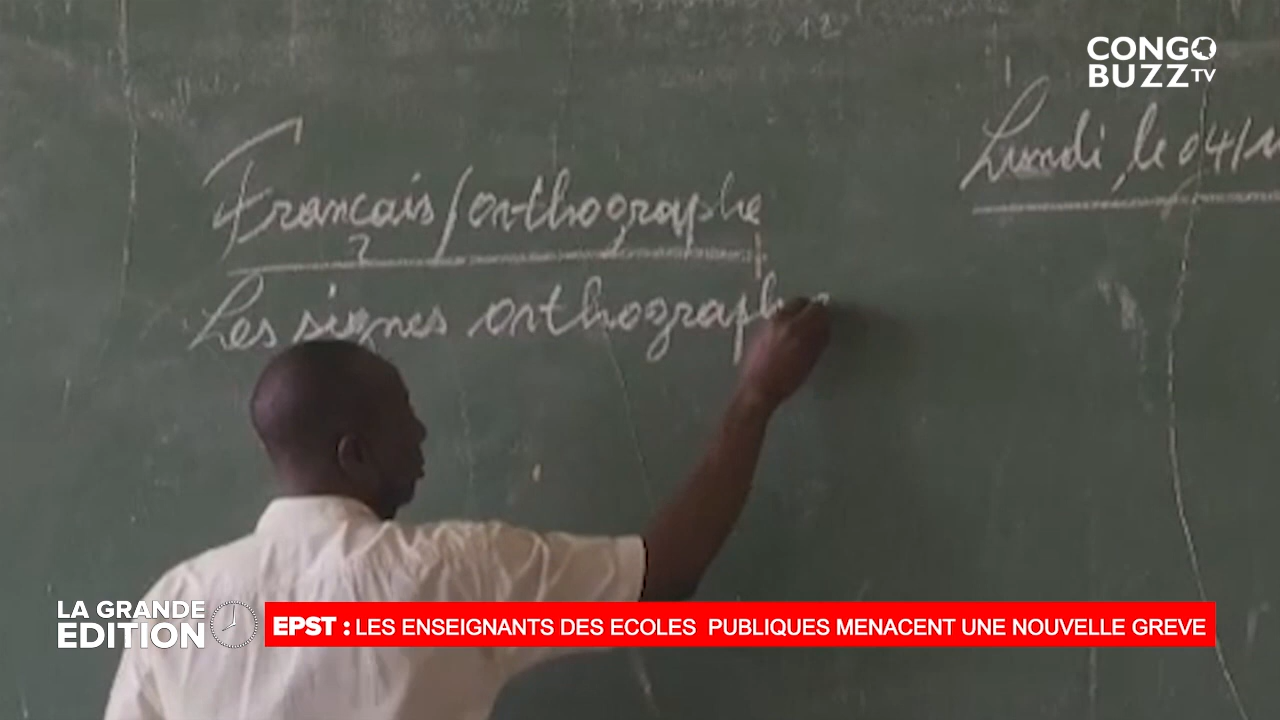 CONGO
BUZZ TV
Lundi, le 04/
Français/orthographe
Les signes orthographe
LA GRANDE
EDITION
EPST : LES ENSEIGNANTS DES ECOLES PUBLIQUES MENACENT UNE NOUVELLE GREVE